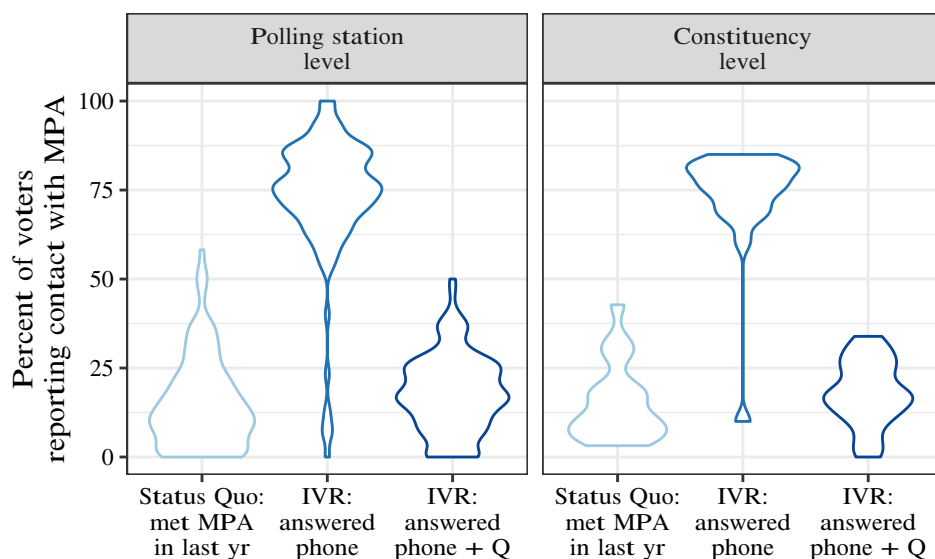 Polling station
level
Constituency
level
Percent of voters
reporting contact with MPA
100
75
50
25
0
Status Quo:
met MPA
in last yr
IVR:
answered
phone
IVR:
answered
phone + Q
Status Quo:
met MPA
in last yr
IVR:
answered
phone
IVR:
answered
phone + Q